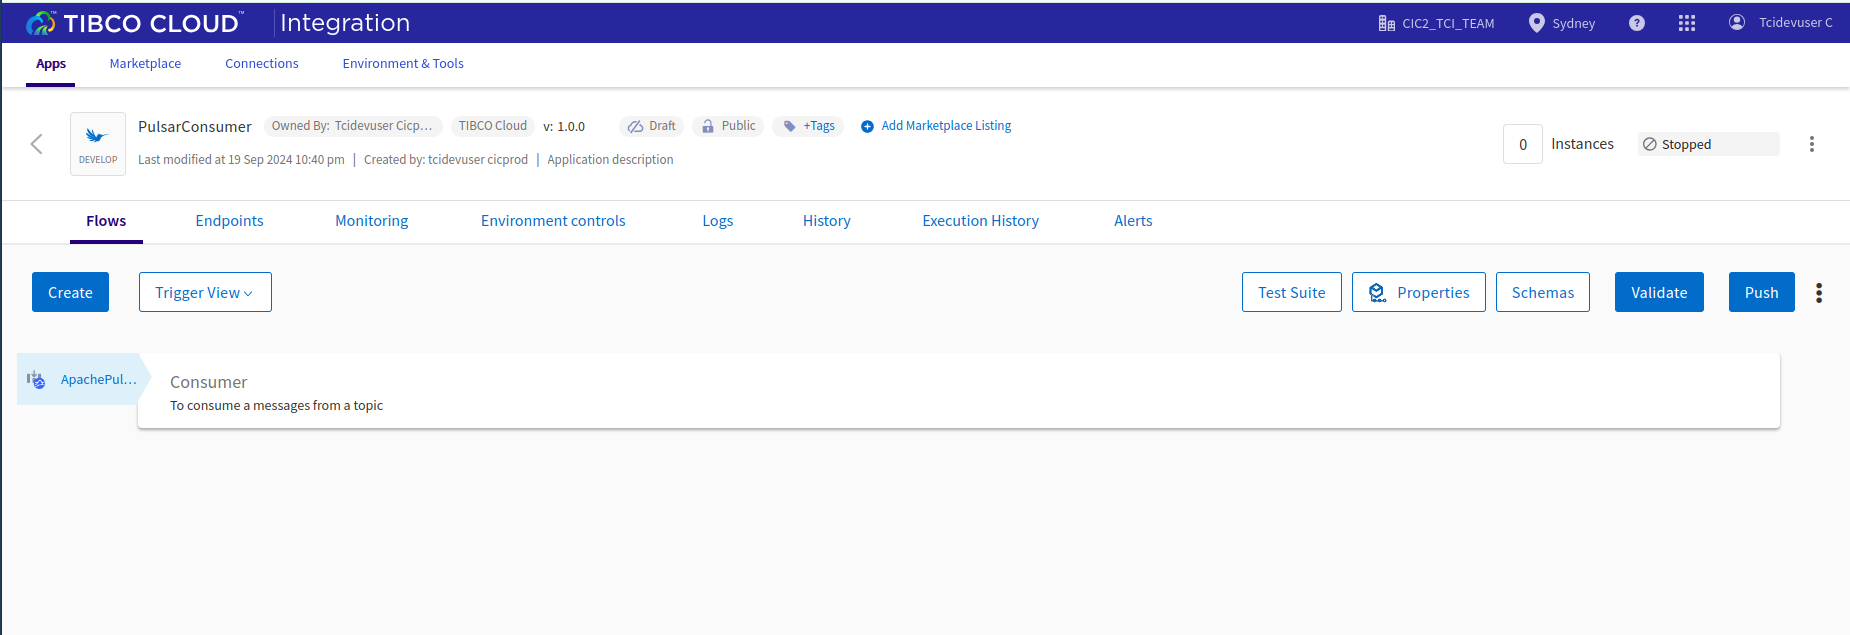 TIBCO CLOUD™ Integration CIC2_TCI_TEAM Sydney ? Tcidevuser C
Apps Marketplace Connections Environment & Tools
PulsarConsumer Owned By: Tcidevuser Cicp... TIBCO Cloud v: 1.0.0 Draft Public +Tags Add Marketplace Listing
DEVELOP
0 Instances Stopped
Last modified at 19 Sep 2024 10:40 pm | Created by: tcidevuser cicprod | Application description
Flows Endpoints Monitoring Environment controls Logs History Execution History Alerts
Create Trigger View Test Suite Properties Schemas Validate Push
ApachePul... Consumer
To consume a messages from a topic